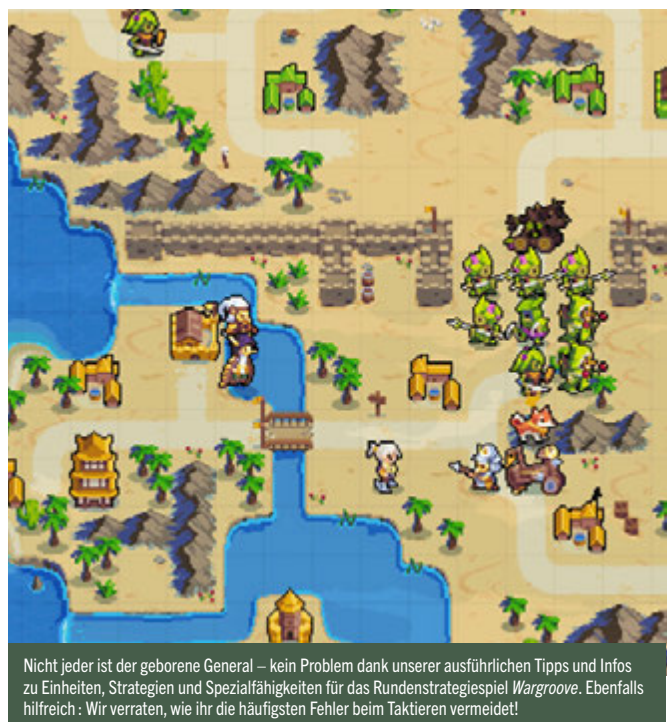 Nicht jeder ist der geborene General – kein Problem dank unserer ausführlichen Tipps und Infos
zu Einheiten, Strategien und Spezialfähigkeiten für das Rundenstrategiespiel Wargroove. Ebenfalls
hilfreich : Wir verraten, wie ihr die häufigsten Fehler beim Taktieren vermeidet!